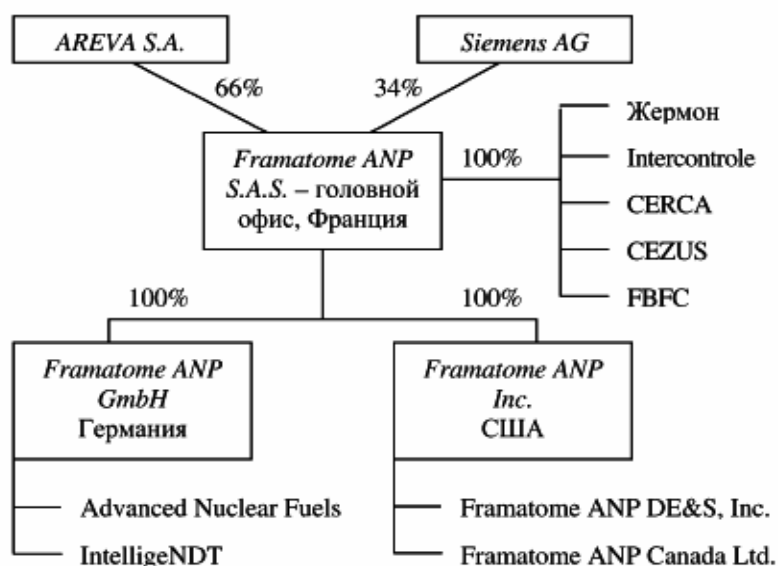 AREVA S.A.
Siemens AG
66%
34%
Framatome ANP
S.A.S. – головной
офис, Франция
100%
Жермон
Intercontrole
CERCA
CEZUS
FBFC
100%
100%
Framatome ANP
GmbH
Германия
Framatome ANP
Inc.
США
Advanced Nuclear Fuels
IntelligeNDT
Framatome ANP DE&S, Inc.
Framatome ANP Canada Ltd.